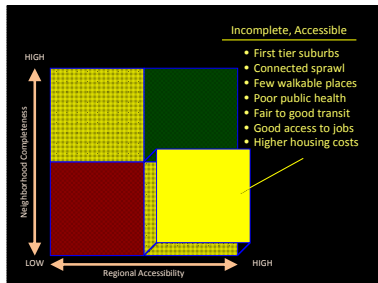 Incomplete, Accessible
• First tier suburbs
• Connected sprawl
• Few walkable places
• Poor public health
• Fair to good transit
• Good access to jobs
• Higher housing costs
HIGH
Neighborhood Completeness
LOW
Regional Accessibility
HIGH